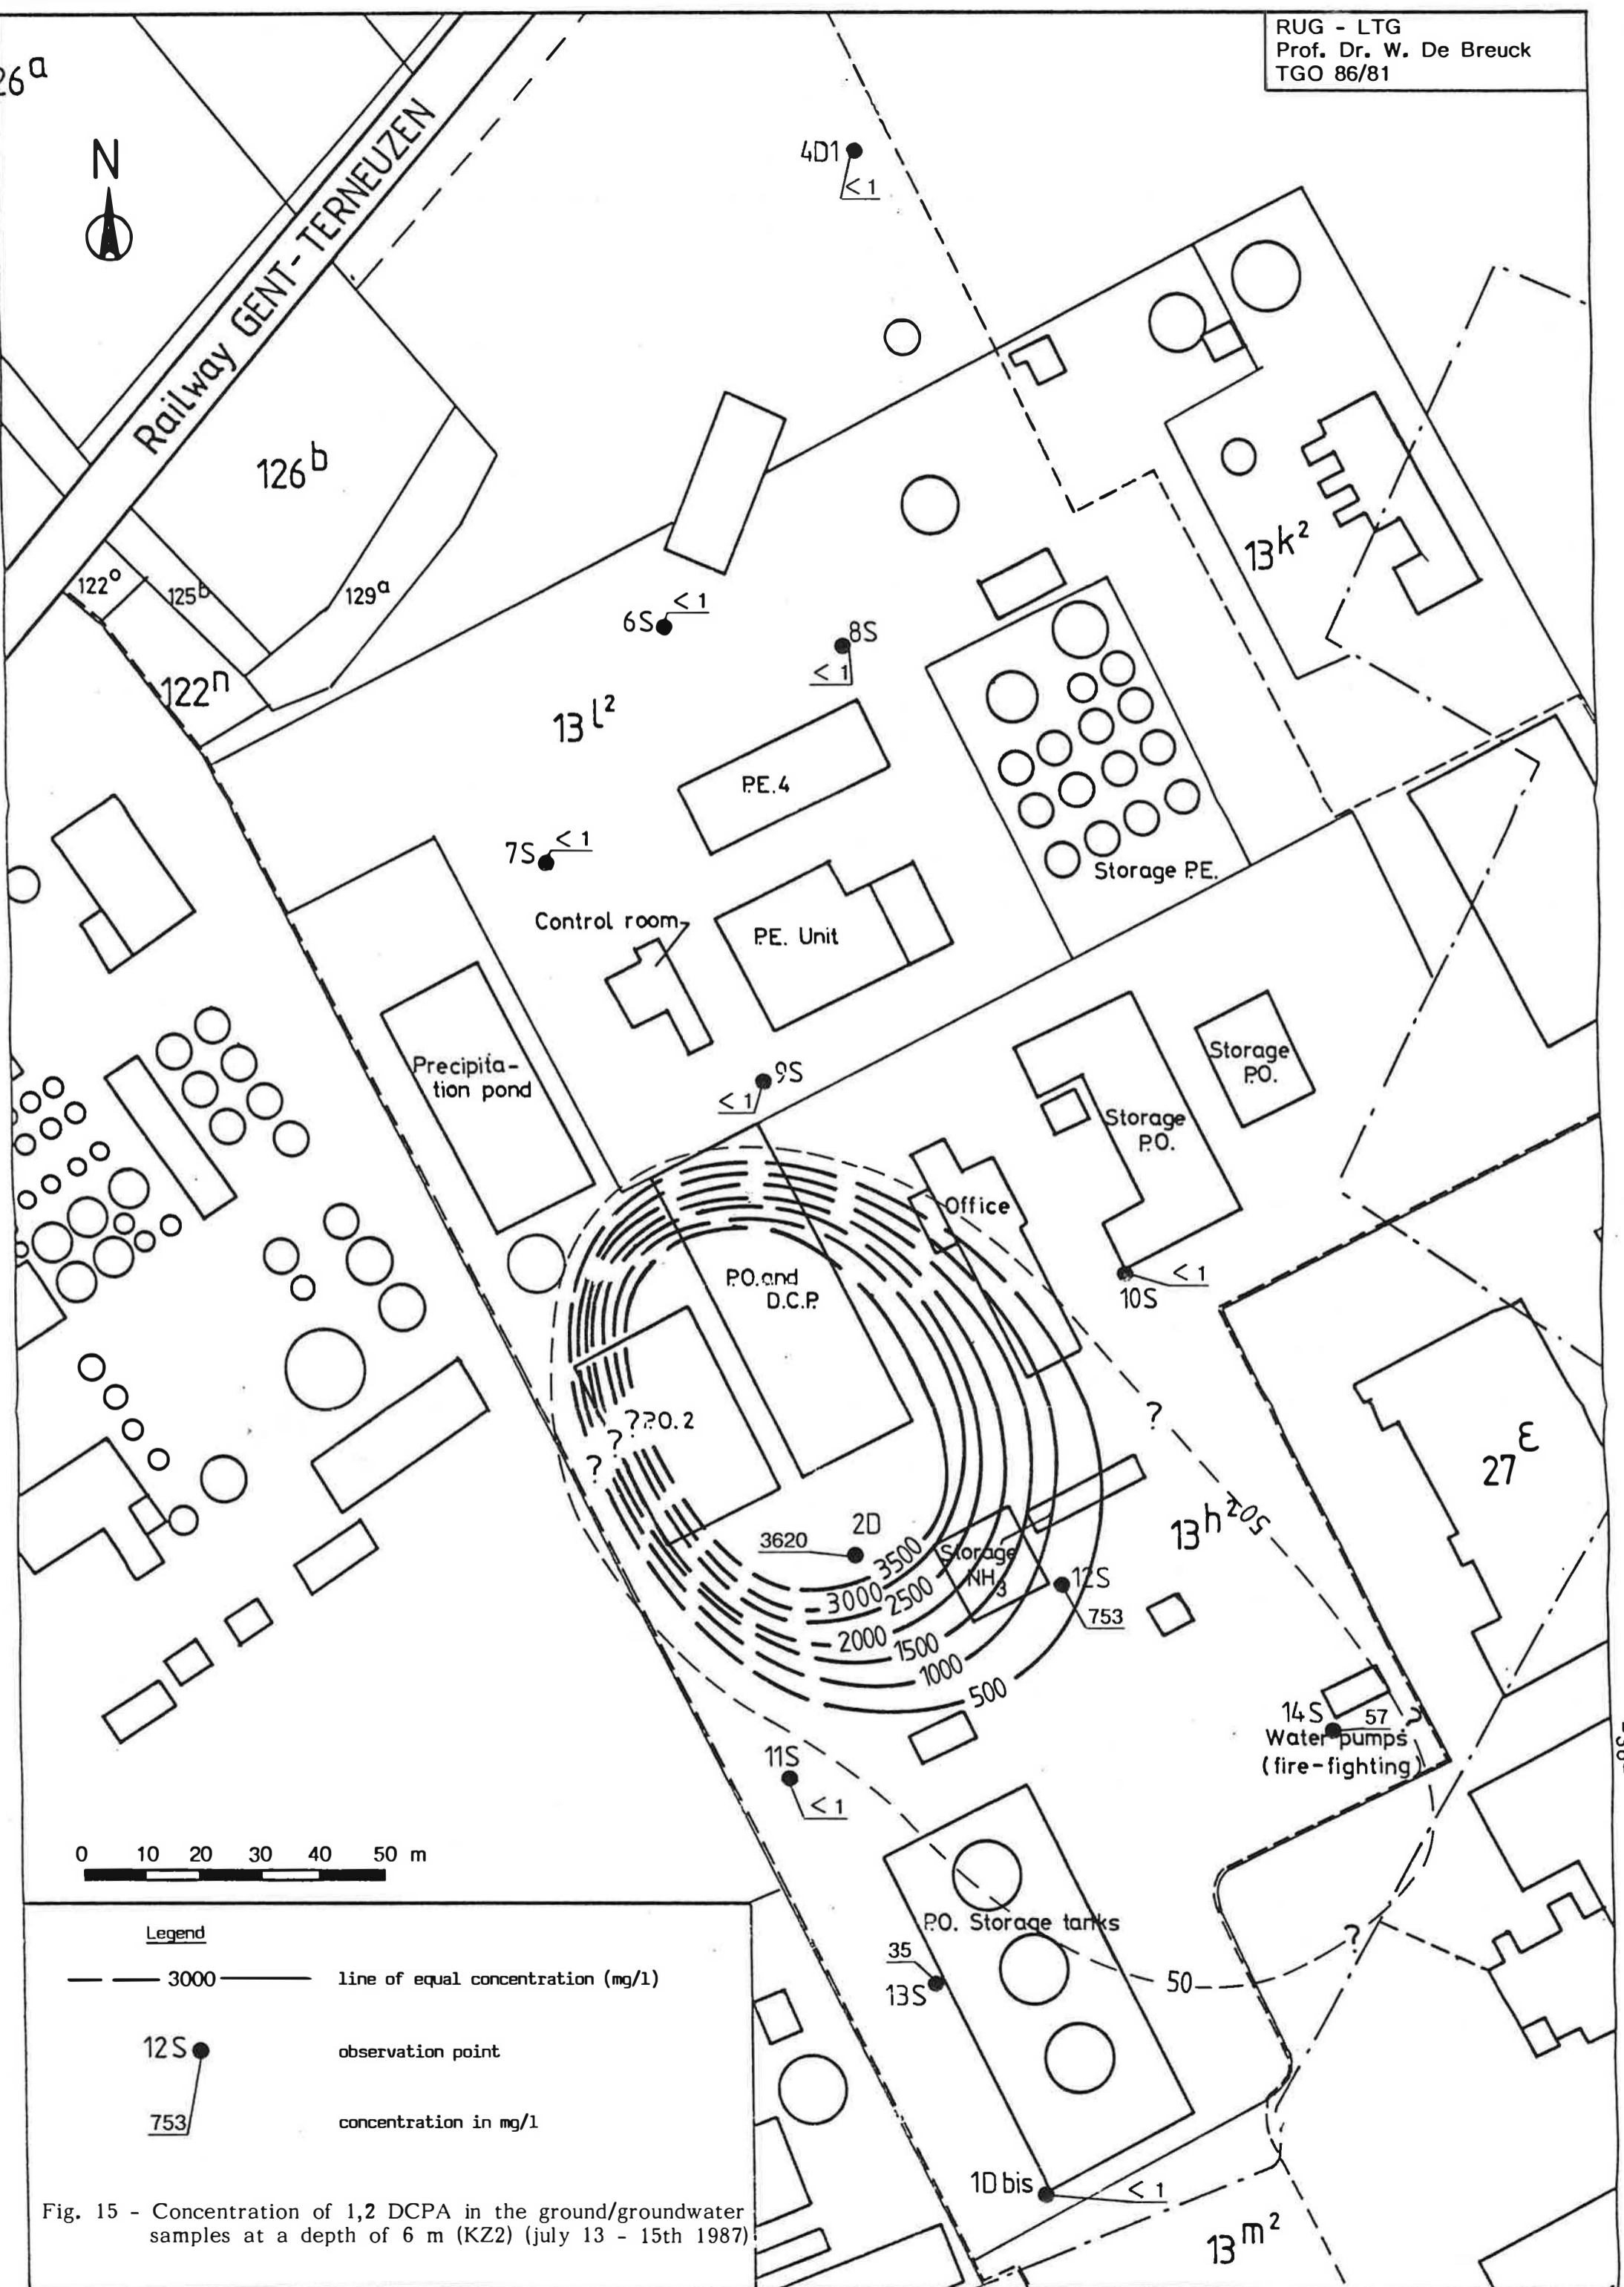 RUG - LTG
Prof. Dr. W. De Breuck
TGO 86/81
26a
N
Railway GENT-TERNEUZEN
4D1
< 1
126b
13k²
122o
125b
129a
6S
< 1
8S
< 1
122n
13l²
P.E.4
7S
< 1
Storage P.E.
Control room
P.E. Unit
Precipita-
tion pond
9S
< 1
Storage
P.O.
Storage
P.O.
Office
P.O. and
D.C.P.
< 1
10S
? ? P.O.2
?
?
?
27E
13h²
50
3620
2D
Storage
NH3
12S
753
3500
3000
2500
2000
1500
1000
500
14S
57
?
Water pumps
(fire-fighting)
11S
< 1
0 10 20 30 40 50 m
P.O. Storage tanks
35
13S
?
50
Legend
3000
line of equal concentration (mg/l)
12S
observation point
753
concentration in mg/l
1D bis
< 1
13m²
Fig. 15 - Concentration of 1,2 DCPA in the ground/groundwater
samples at a depth of 6 m (KZ2) (july 13 - 15th 1987)